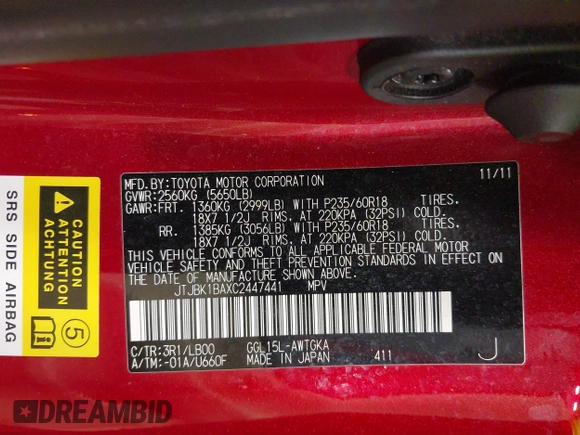 MFD.BY:TOYOTA MOTOR CORPORATION 11/11
GVWR:2560KG (5650LB)
GAWR:FRT. 1360KG (2999LB) WITH P235/60R18 TIRES.
18X7 1/2J RIMS. AT 220KPA (32PSI) COLD.
RR. 1385KG (3056LB) WITH P235/60R18 TIRES.
18X7 1/2J RIMS. AT 220KPA (32PSI) COLD.
THIS VEHICLE CONFORMS TO ALL APPLICABLE FEDERAL MOTOR
VEHICLE SAFETY AND THEFT PREVENTION STANDARDS IN EFFECT ON
THE DATE OF MANUFACTURE SHOWN ABOVE.
JTJBK1BAXC2447441 MPV
C/TR:3R1/LB00 GGL15L-AWTGKA
A/TM:-01A/U660F MADE IN JAPAN 411 J
CAUTION
ATTENTION
ACHTUNG
SRS SIDE AIRBAG
5
DREAMBID